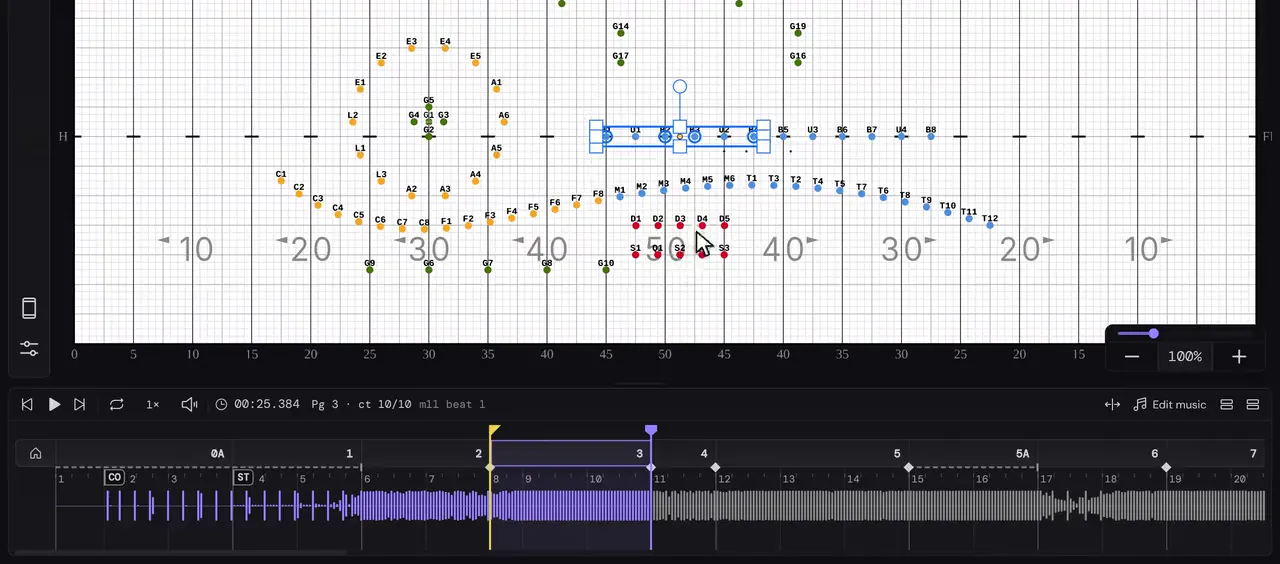 G14 G19
E3 E4
G17 G16
E2 E5
E1 A1
G5
L2 G4 G1 G3 A6
G2
H U1 U2 B5 U3 B6 B7 U4 B8
L1 A5
C1 L3 A4 M5 M6 T1 T3 T2
C2 A2 A3 M1 M2 M3 M4 T4 T5 T7
C3 F7 F8 T6 T8
C4 F5 F6 T9 T10
C5 C6 C7 C8 F1 F2 F3 F4 T11 T12
D1 D2 D3 D4 D5
10 20 30 40 50 40 30 20 10
S1 S2 S3
G9 G6 G7 G8 G10
0 5 10 15 20 25 30 35 40 45 50 45 40 35 30 25 20 15
100%
1× 00:25.384 Pg 3 · ct 10/10 m11 beat 1 Edit music
0A 1 2 3 4 5 5A 6 7
1 CO 2 3 ST 4 5 6 7 8 9 10 11 12 13 14 15 16 17 18 19 20